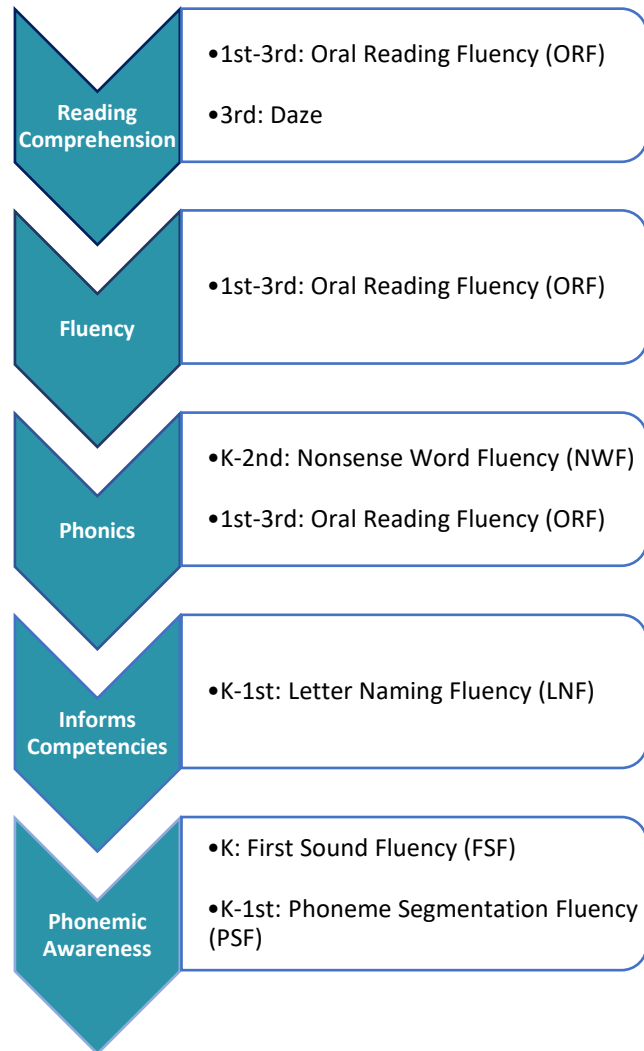 Reading
Comprehension
•1st-3rd: Oral Reading Fluency (ORF)
•3rd: Daze
Fluency
•1st-3rd: Oral Reading Fluency (ORF)
Phonics
•K-2nd: Nonsense Word Fluency (NWF)
•1st-3rd: Oral Reading Fluency (ORF)
Informs
Competencies
•K-1st: Letter Naming Fluency (LNF)
Phonemic
Awareness
•K: First Sound Fluency (FSF)
•K-1st: Phoneme Segmentation Fluency
(PSF)